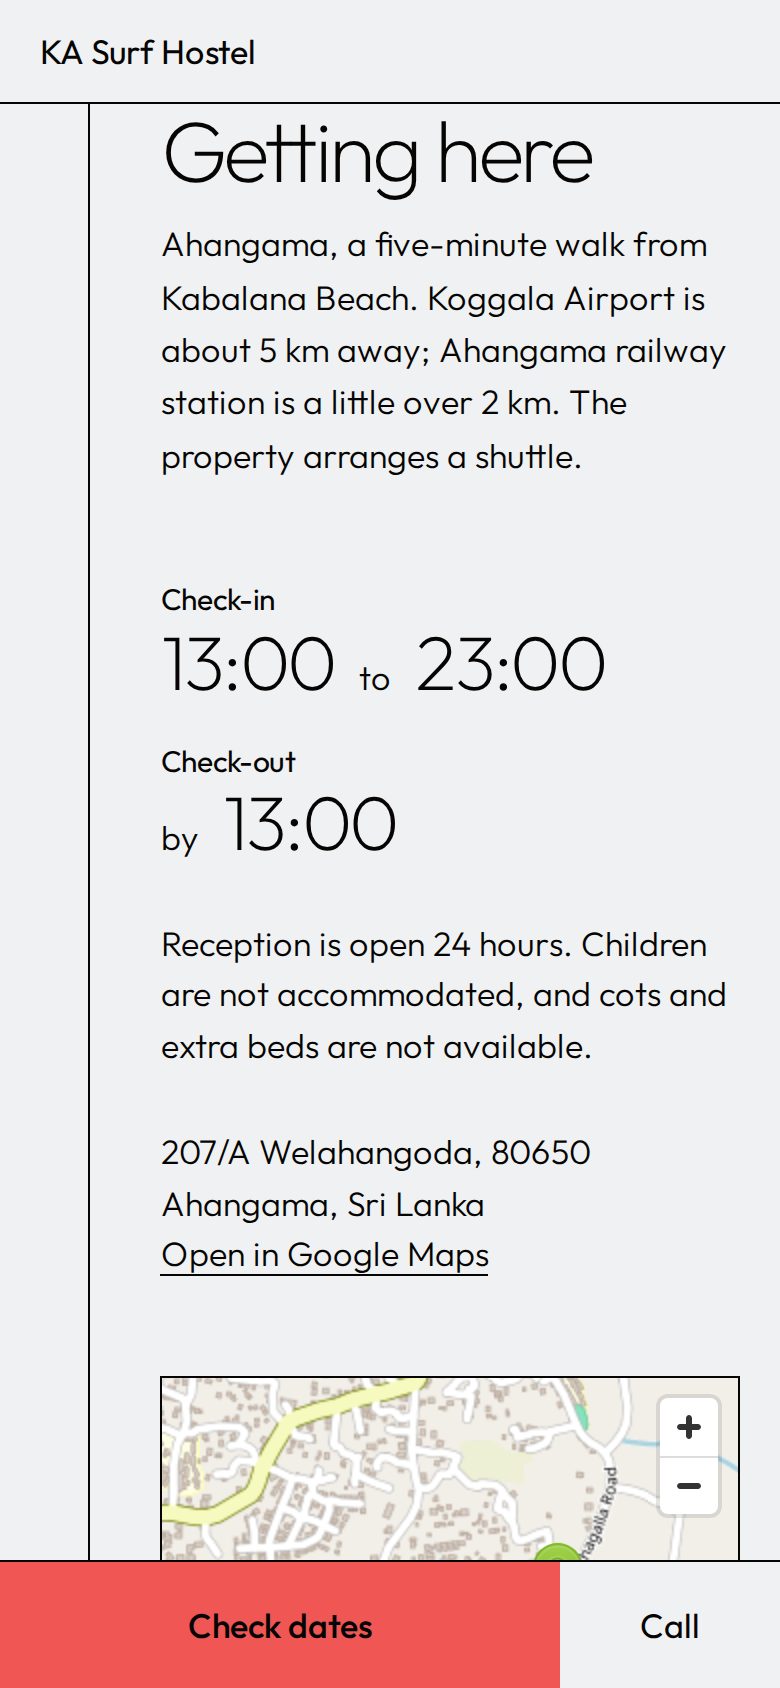 KA Surf Hostel
Getting here
Ahangama, a five-minute walk from
Kabalana Beach. Koggala Airport is
about 5 km away; Ahangama railway
station is a little over 2 km. The
property arranges a shuttle.
Check-in
13:00 to 23:00
Check-out
by 13:00
Reception is open 24 hours. Children
are not accommodated, and cots and
extra beds are not available.
207/A Welahangoda, 80650
Ahangama, Sri Lanka
Open in Google Maps
+
−
Road
Check dates
Call